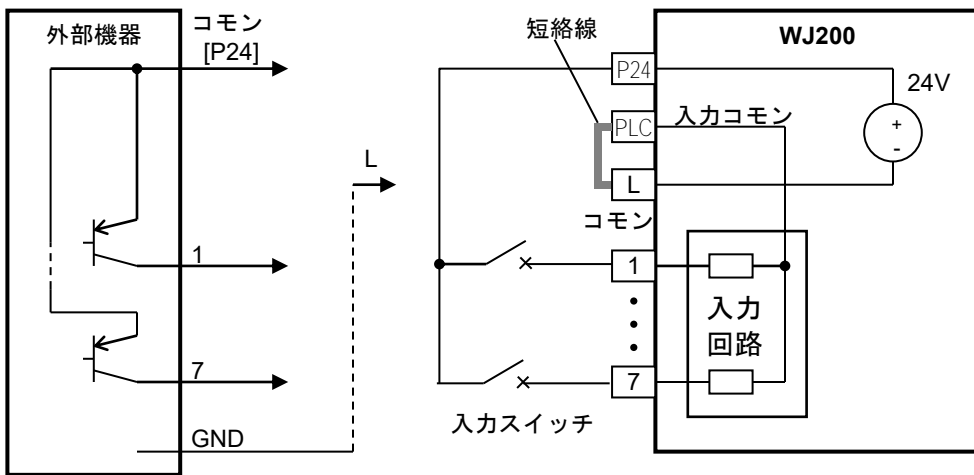 外部機器
コモン
[P24]
1
7
GND
L
短絡線
WJ200
P24
24V
PLC
入力コモン
+
-
L
コモン
1
入力
回路
7
入力スイッチ